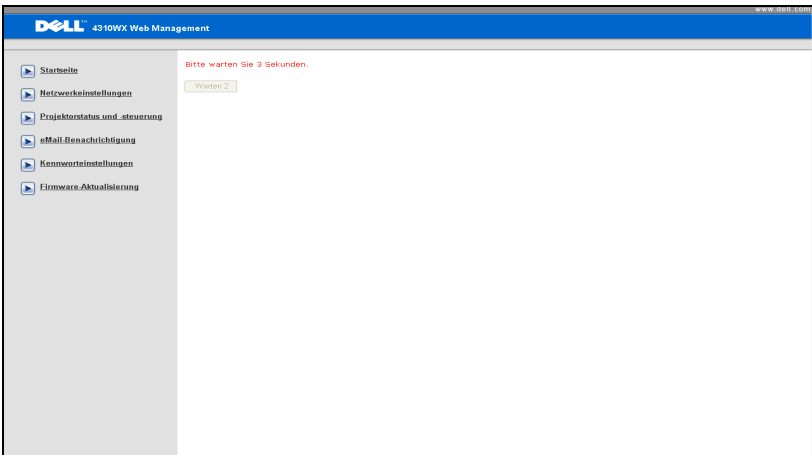 www.dell.com
DELL™ 4310WX Web Management
Startseite
Netzwerkeinstellungen
Projektorstatus und -steuerung
eMail-Benachrichtigung
Kennworteinstellungen
Firmware-Aktualisierung
Bitte warten Sie 3 Sekunden.
Warten 2